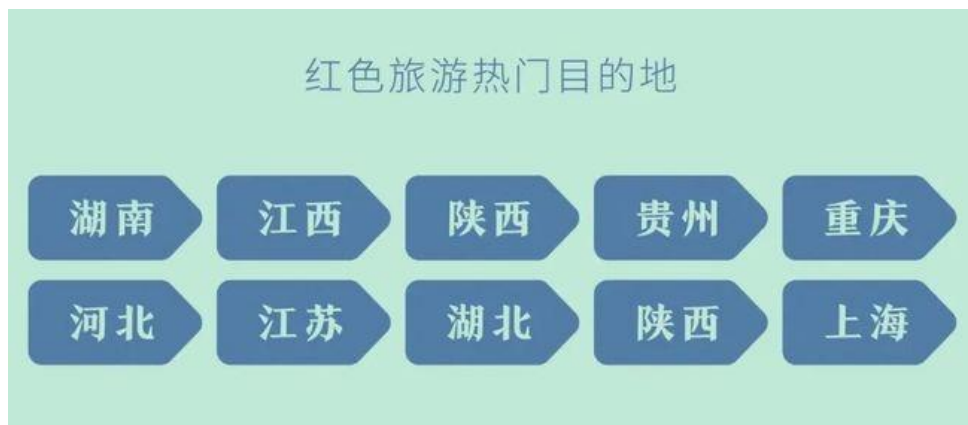 红色旅游热门目的地
湖南 江西 陕西 贵州 重庆
河北 江苏 湖北 陕西 上海